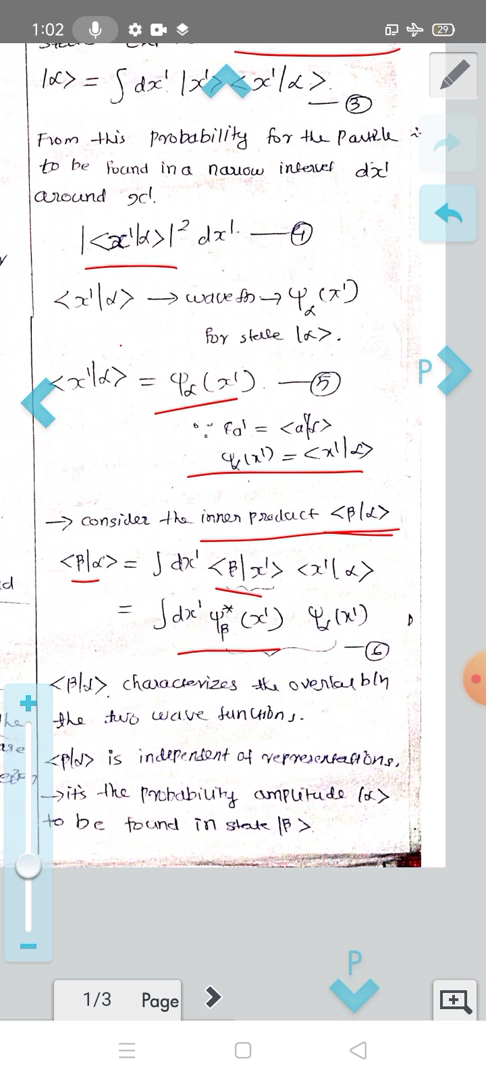 1:02
29
|α> = ∫ dx' |x'> <x'|α>. —③
From this probability for the Particle is
to be found in a narrow interval dx'
around x'.
|<x'|α>|² dx'. —④
<x'|α> → wave fn → ψα(x')
for state |α>.
<x'|α> = ψα(x'). —⑤
P
∵ ca' = <a'|α>
ψα(x') = <x'|α>
→ consider the inner product <β|α>
<β|α> = ∫ dx' <β|x'> <x'|α>
= ∫dx' ψβ*(x') ψα(x')
—⑥
<β|α> characterizes the overlap b/n
the two wave functions.
<β|α> is independent of representations,
→ it's the probability amplitude |α>
to be found in state |β>
P
1/3 Page